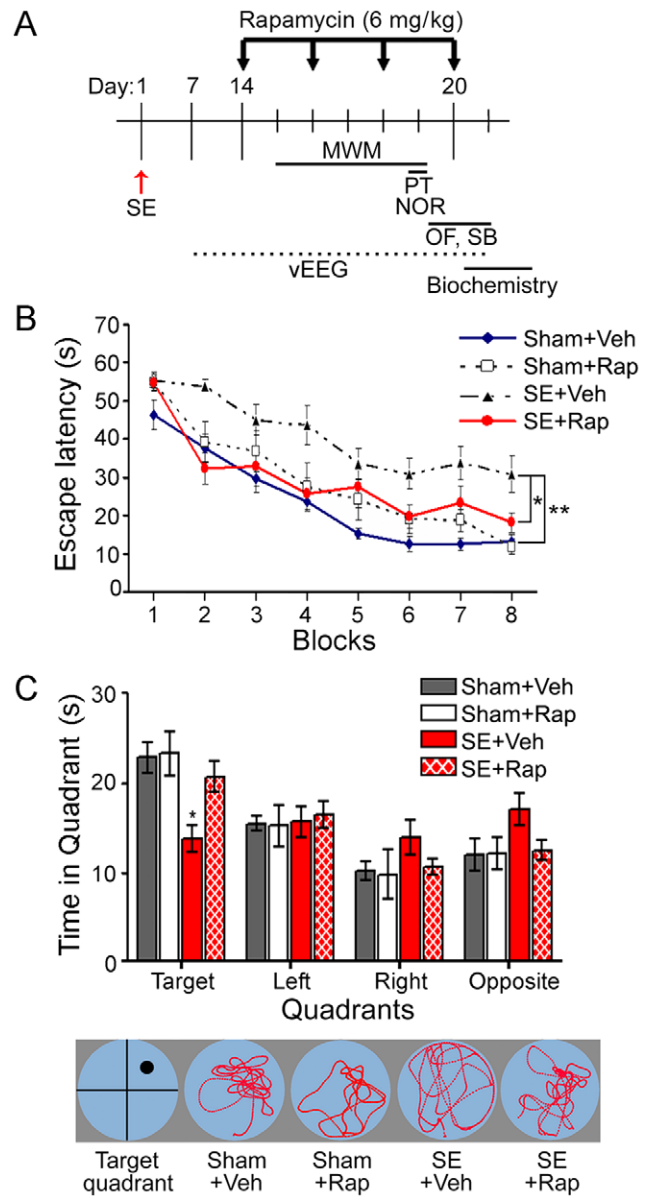 A
Rapamycin (6 mg/kg)
Day:1 7 14 20
MWM
SE
PT
NOR
OF, SB
vEEG
Biochemistry
B
70
60
50
40
30
20
10
0
Escape latency (s)
Sham+Veh
Sham+Rap
SE+Veh
SE+Rap
*
**
1 2 3 4 5 6 7 8
Blocks
C
30
20
10
0
Time in Quadrant (s)
Sham+Veh
Sham+Rap
SE+Veh
SE+Rap
*
Target Left Right Opposite
Quadrants
Target Sham Sham SE SE
quadrant +Veh +Rap +Veh +Rap